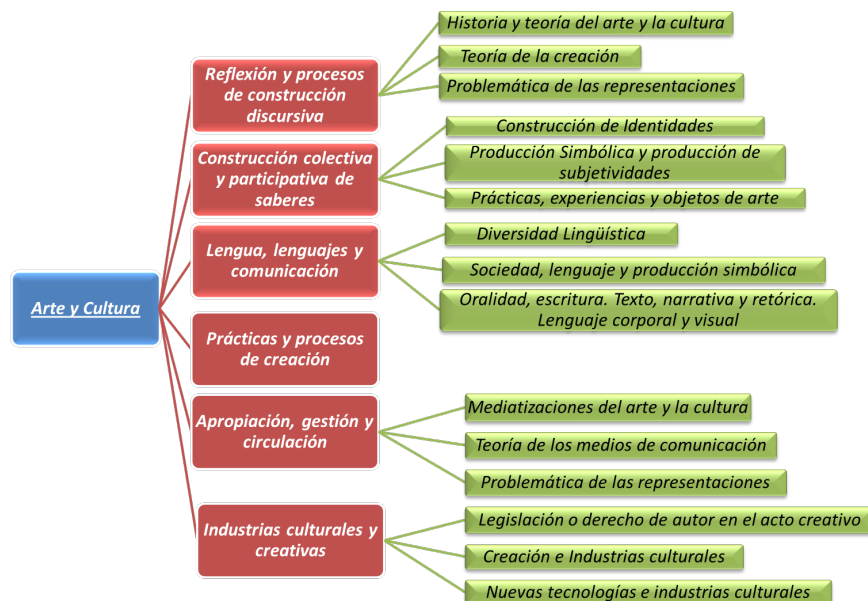 Arte y Cultura
Reflexión y procesos
de construcción
discursiva
Historia y teoría del arte y la cultura
Teoría de la creación
Problemática de las representaciones
Construcción colectiva
y participativa de
saberes
Construcción de Identidades
Producción Simbólica y producción de
subjetividades
Prácticas, experiencias y objetos de arte
Lengua, lenguajes y
comunicación
Diversidad Lingüística
Sociedad, lenguaje y producción simbólica
Oralidad, escritura. Texto, narrativa y retórica.
Lenguaje corporal y visual
Prácticas y procesos
de creación
Apropiación, gestión y
circulación
Mediatizaciones del arte y la cultura
Teoría de los medios de comunicación
Problemática de las representaciones
Industrias culturales y
creativas
Legislación o derecho de autor en el acto creativo
Creación e Industrias culturales
Nuevas tecnologías e industrias culturales